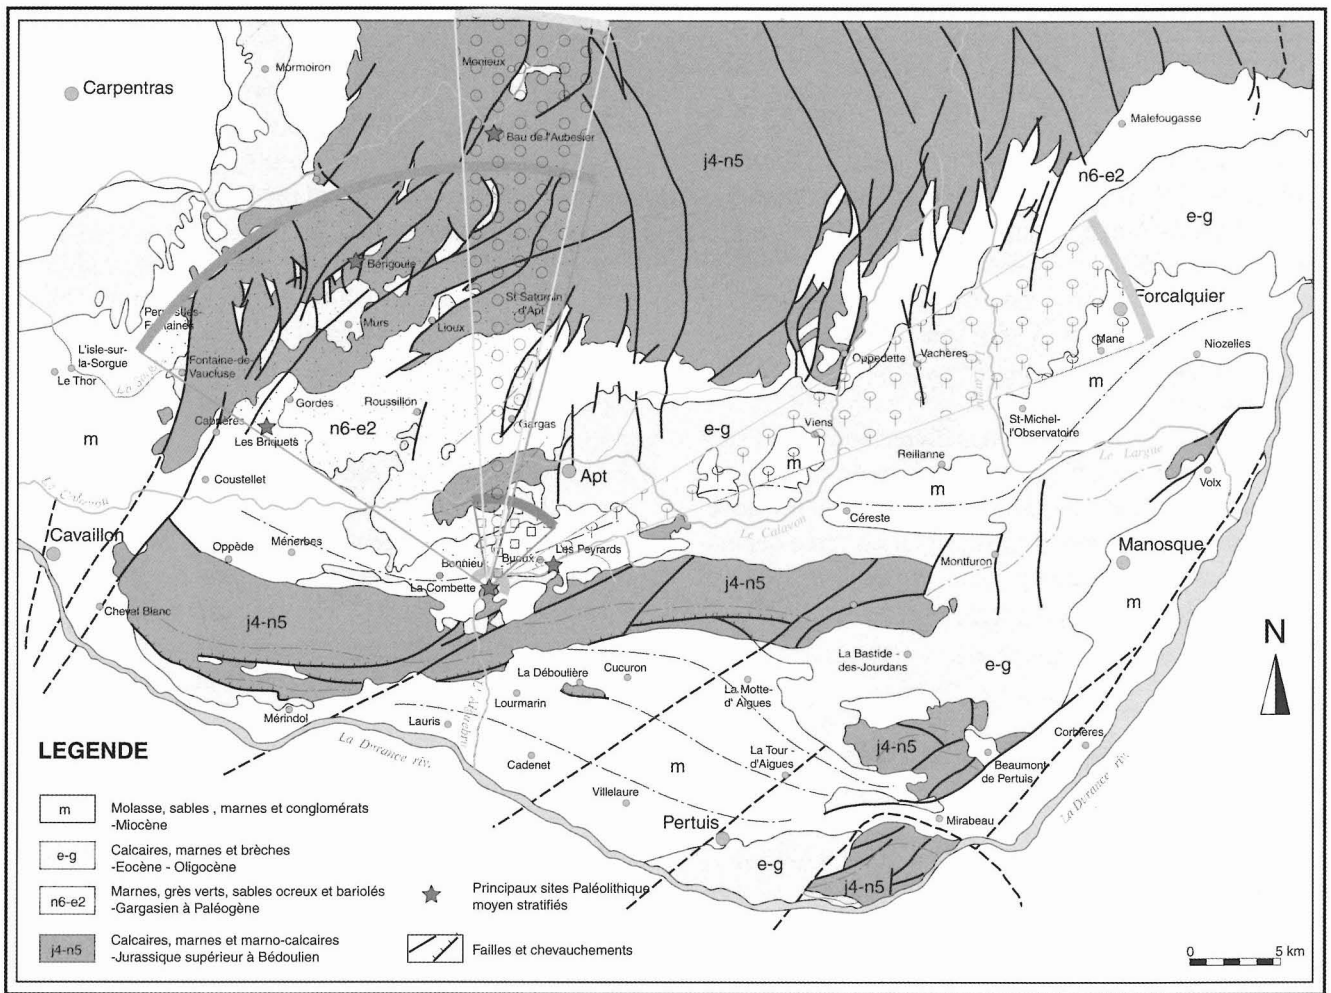 Carpentras
Mormoiron
Monieux
Bau de l'Aubesier
j4-n5
Malefougasse
n6-e2
e-g
Bérigoule
Forcalquier
St Saturnin
d'Apt
Murs
Lioux
Mane
Niozelles
L'isle-sur-
la-Sorgue
Le Thor
Fontaine-de-
Vaucluse
Oppedette
Vachères
m
Gordes
Roussillon
Cabrières
Les Briquets
n6-e2
Gargas
e-g
Viens
m
St-Michel-
l'Observatoire
m
Reillanne
Le Largue
Coustellet
Apt
m
Volx
Le Calavon
Céreste
Le Calavon
Cavaillon
Oppède
Ménerbes
Bonnieu
Buoux
Les Peyrards
La Combette
Montfuron
Manosque
j4-n5
m
Cheval Blanc
j4-n5
N
La Bastide -
des-Jourdans
e-g
La Déboulière
Cucuron
La Motte-
d' Aigues
Lourmarin
Mérindol
Lauris
La Durance riv.
Cadenet
m
La Tour -
d'Aigues
j4-n5
Corbières
Beaumont
de Pertuis
La Durance riv.
Villelaure
Pertuis
Mirabeau
e-g
j4-n5
LEGENDE
m
Molasse, sables , marnes et conglomérats
-Miocène
e-g
Calcaires, marnes et brèches
-Eocène - Oligocène
n6-e2
Marnes, grès verts, sables ocreux et bariolés
-Gargasien à Paléogène
j4-n5
Calcaires, marnes et marno-calcaires
-Jurassique supérieur à Bédoulien
Principaux sites Paléolithique
moyen stratifiés
Failles et chevauchements
0 5 km